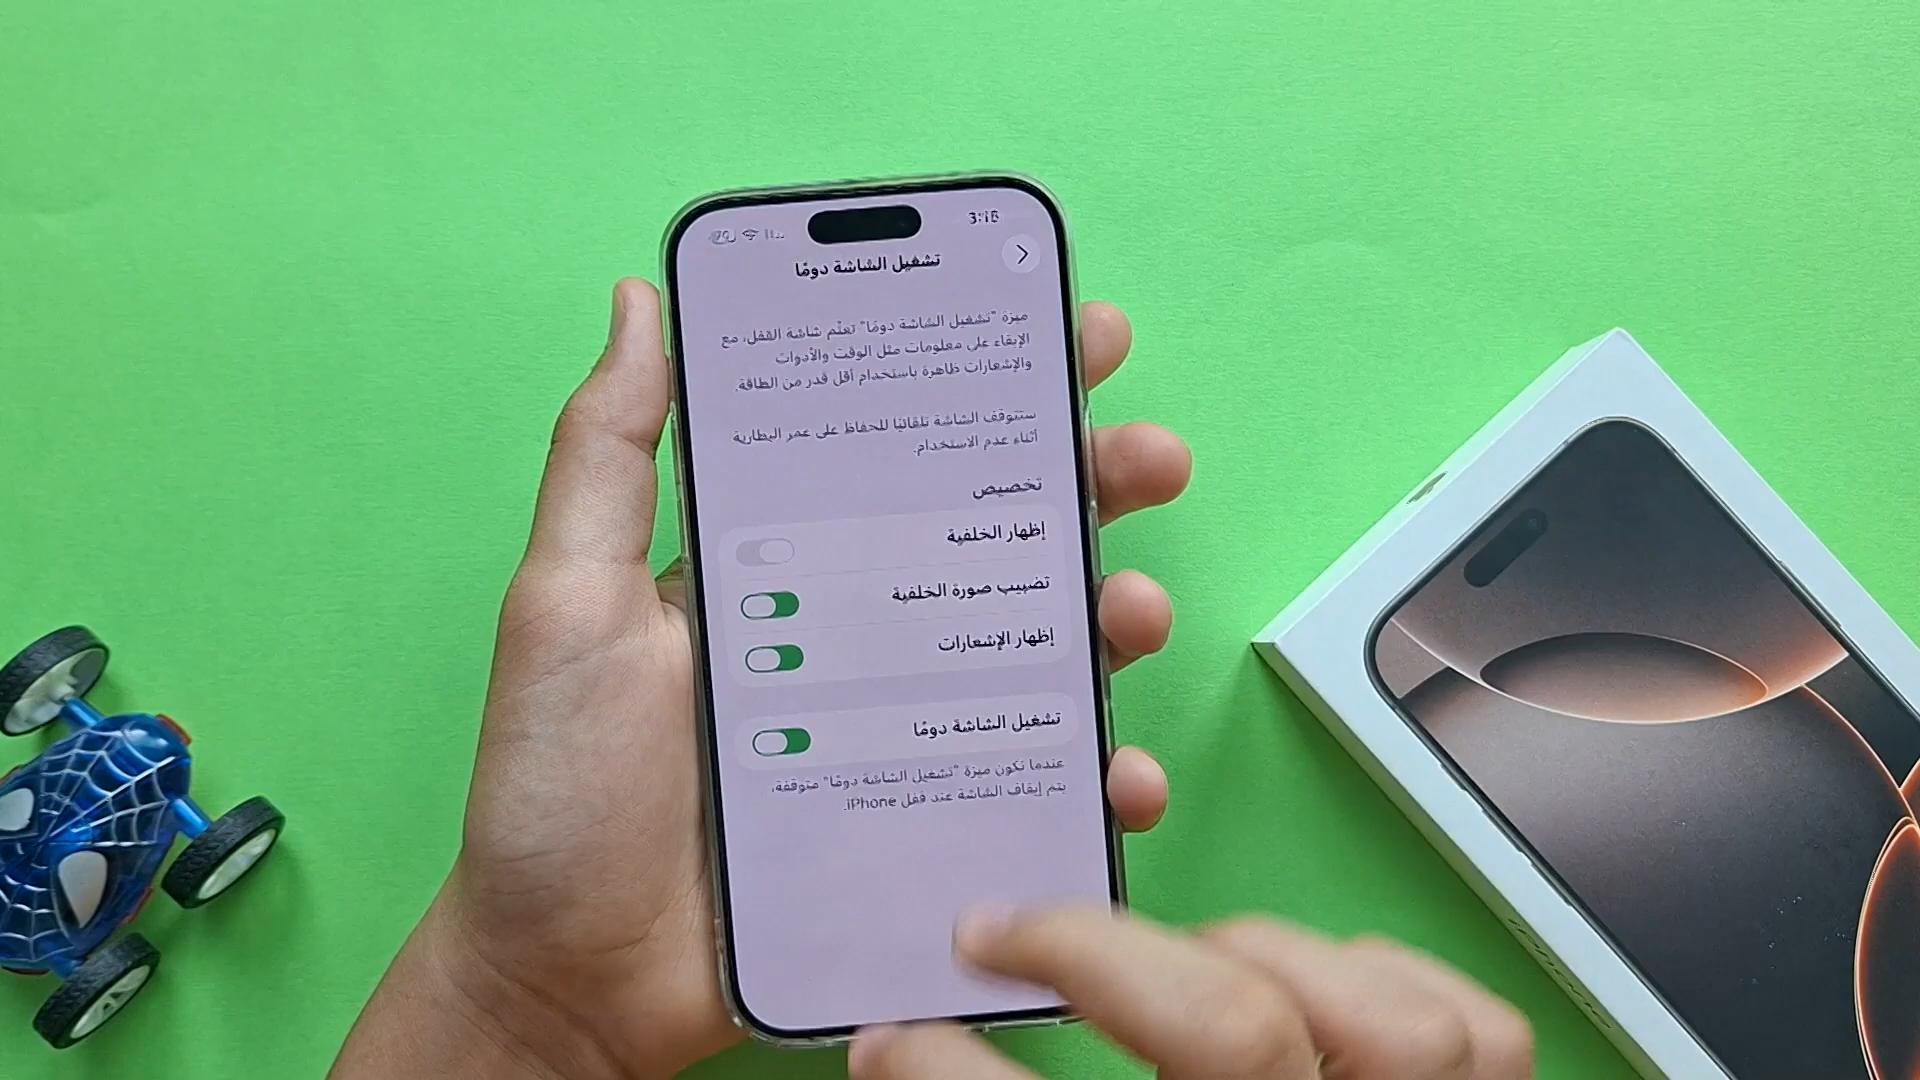 3:16
تشغيل الشاشة دومًا
ميزة "تشغيل الشاشة دومًا" تعتّم شاشة القفل، مع
الإبقاء على معلومات مثل الوقت والأدوات
والإشعارات ظاهرة باستخدام أقل قدر من الطاقة.
ستتوقف الشاشة تلقائيًا للحفاظ على عمر البطارية
أثناء عدم الاستخدام.
تخصيص
إظهار الخلفية
تضبيب صورة الخلفية
إظهار الإشعارات
تشغيل الشاشة دومًا
عندما تكون ميزة "تشغيل الشاشة دومًا" متوقفة،
يتم إيقاف الشاشة عند قفل iPhone.
iPhone